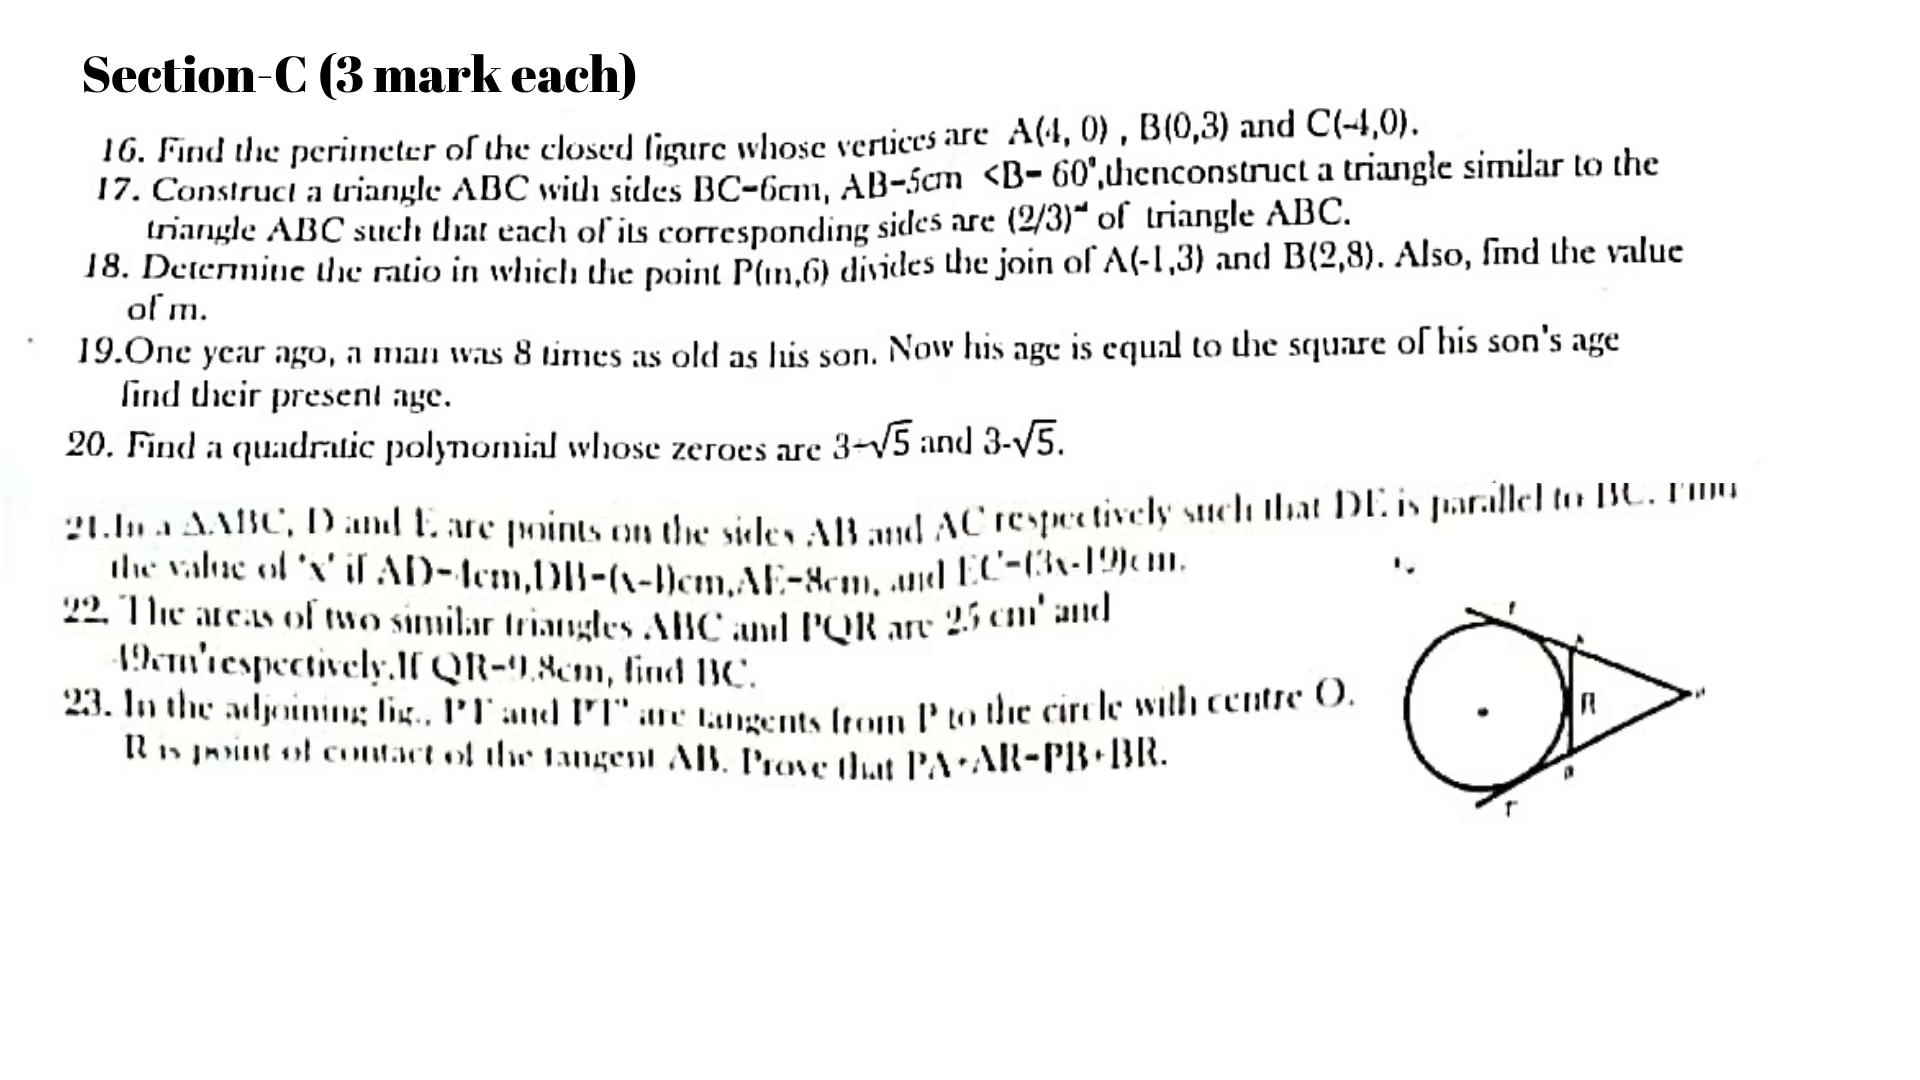 Section-C (3 mark each)
16. Find the perimeter of the closed figure whose vertices are A(4, 0) , B(0,3) and C(-4,0).
17. Construct a triangle ABC with sides BC=6cm, AB=5cm <B= 60°,thenconstruct a triangle similar to the
triangle ABC such that each of its corresponding sides are (2/3)rd of triangle ABC.
18. Determine the ratio in which the point P(m,6) divides the join of A(-1,3) and B(2,8). Also, find the value
of m.
19.One year ago, a man was 8 times as old as his son. Now his age is equal to the square of his son's age
find their present age.
20. Find a quadratic polynomial whose zeroes are 3+√5 and 3-√5.
21.In a ΔABC, D and E are points on the sides AB and AC respectively such that DE is parallel to BC. Find
the value of 'x' if AD=4cm,DB=(x-4)cm,AE=8cm, and EC=(3x-19)cm.
22. The areas of two similar triangles ABC and PQR are 25 cm² and
49cm²respectively.If QR=9.8cm, find BC.
23. In the adjoining fig., PT and PT' are tangents from P to the circle with centre O.
R is point of contact of the tangent AB. Prove that PA+AR=PB+BR.
R
T